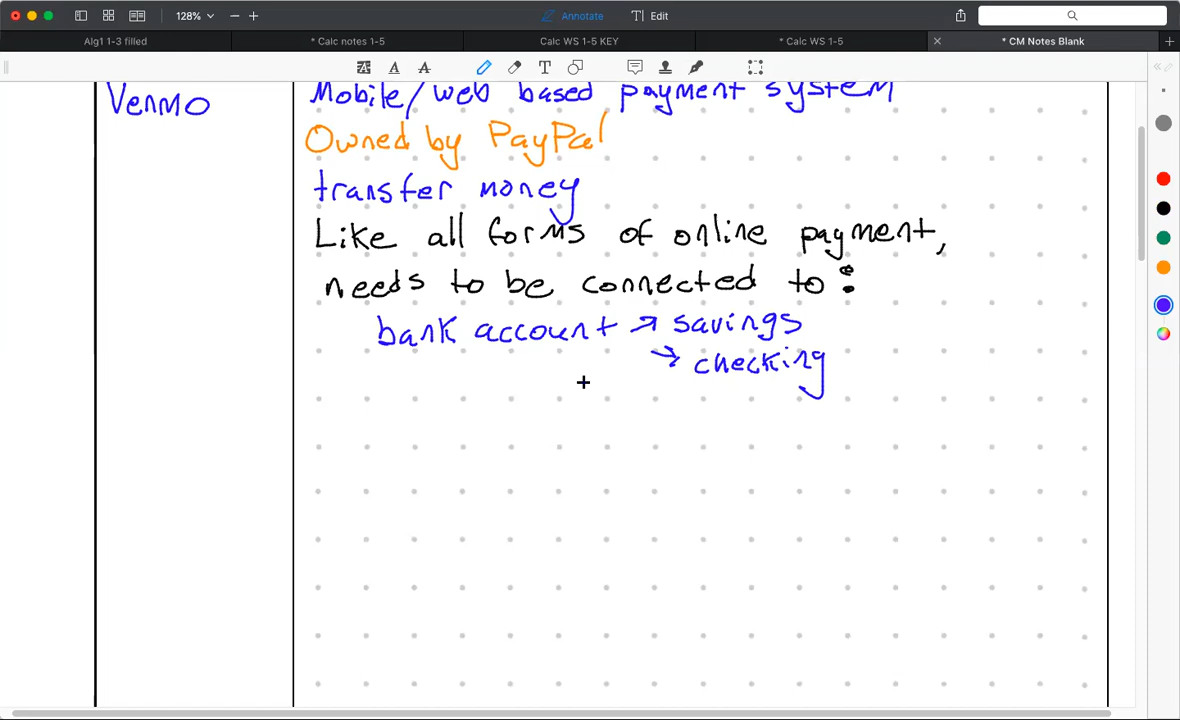 128%
Annotate
Edit
Alg1 1-3 filled
* Calc notes 1-5
Calc WS 1-5 KEY
* Calc WS 1-5
* CM Notes Blank
Venmo
Mobile/web based payment system
Owned by PayPal
transfer money
Like all forms of online payment,
needs to be connected to:
bank account → savings
→ checking